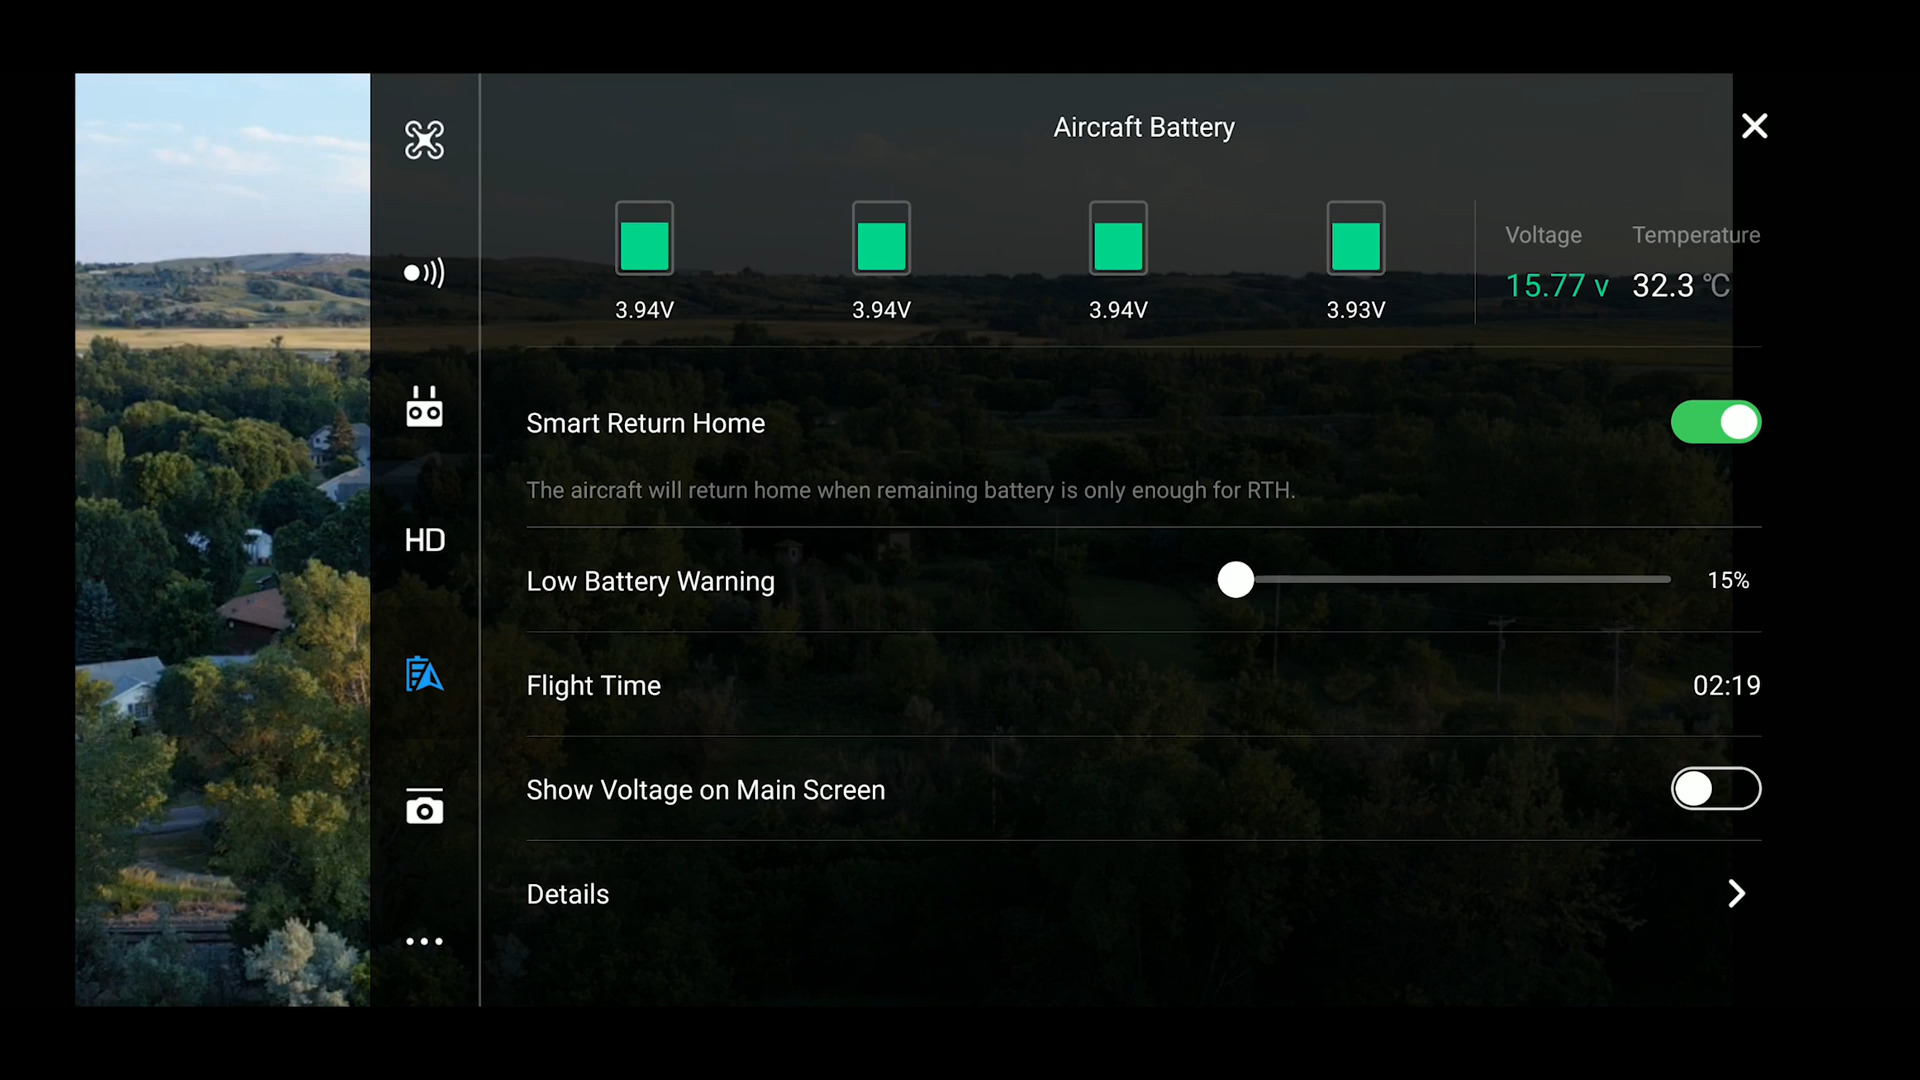 Aircraft Battery
Voltage Temperature
15.77 V 32.3 °C
3.94V 3.94V 3.94V 3.93V
Smart Return Home
The aircraft will return home when remaining battery is only enough for RTH.
HD
Low Battery Warning 15%
Flight Time 02:19
Show Voltage on Main Screen
Details